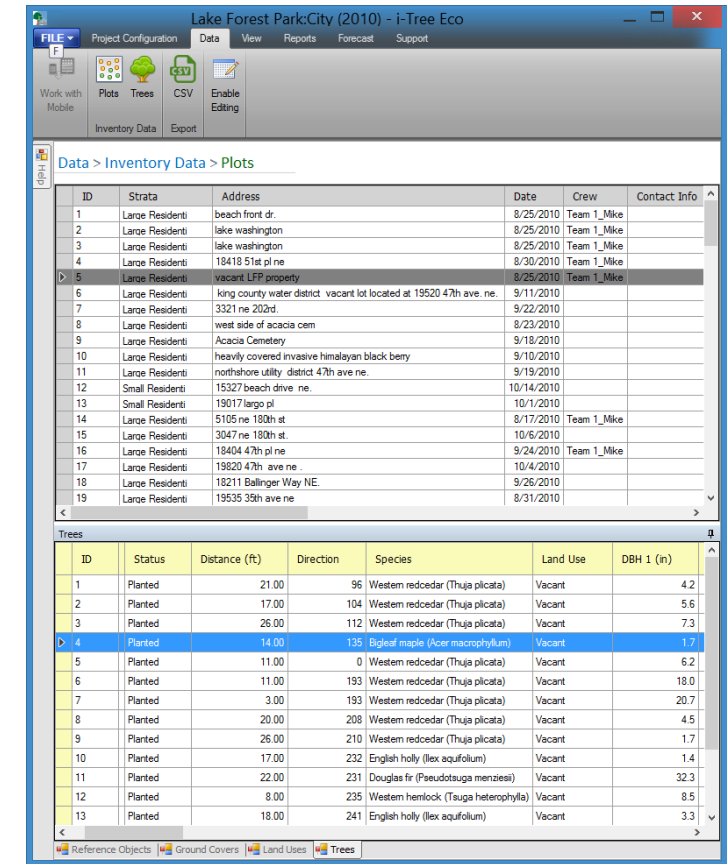 Lake Forest Park:City (2010) - i-Tree Eco
FILE Project Configuration Data View Reports Forecast Support
F
CSV
Work with Mobile Plots Trees CSV Enable Editing
Inventory Data Export
Help
Data > Inventory Data > Plots
ID Strata Address Date Crew Contact Info
1 Large Residenti beach front dr. 8/25/2010 Team 1_Mike
2 Large Residenti lake washington 8/25/2010 Team 1_Mike
3 Large Residenti lake washington 8/25/2010 Team 1_Mike
4 Large Residenti 18418 51st pl ne 8/30/2010 Team 1_Mike
5 Large Residenti vacant LFP property 8/25/2010 Team 1_Mike
6 Large Residenti king county water district vacant lot located at 19520 47th ave. ne. 9/11/2010
7 Large Residenti 3321 ne 202rd. 9/22/2010
8 Large Residenti west side of acacia cem 8/23/2010
9 Large Residenti Acacia Cemetery 9/18/2010
10 Large Residenti heavily covered invasive himalayan black berry 9/10/2010
11 Large Residenti northshore utility district 47th ave ne. 9/19/2010
12 Small Residenti 15327 beach drive ne. 10/14/2010
13 Small Residenti 19017 largo pl 10/1/2010
14 Large Residenti 5105 ne 180th st 8/17/2010 Team 1_Mike
15 Large Residenti 3047 ne 180th st. 10/6/2010
16 Large Residenti 18404 47th pl ne 9/24/2010 Team 1_Mike
17 Large Residenti 19820 47th ave ne . 10/4/2010
18 Large Residenti 18211 Ballinger Way NE. 9/26/2010
19 Large Residenti 19535 35th ave ne 8/31/2010
Trees
ID Status Distance (ft) Direction Species Land Use DBH 1 (in)
1 Planted 21.00 96 Western redcedar (Thuja plicata) Vacant 4.2
2 Planted 17.00 104 Western redcedar (Thuja plicata) Vacant 5.6
3 Planted 26.00 112 Western redcedar (Thuja plicata) Vacant 7.3
4 Planted 14.00 135 Bigleaf maple (Acer macrophyllum) Vacant 1.7
5 Planted 11.00 0 Western redcedar (Thuja plicata) Vacant 6.2
6 Planted 11.00 193 Western redcedar (Thuja plicata) Vacant 18.0
7 Planted 3.00 193 Western redcedar (Thuja plicata) Vacant 20.7
8 Planted 20.00 208 Western redcedar (Thuja plicata) Vacant 4.5
9 Planted 26.00 210 Western redcedar (Thuja plicata) Vacant 1.7
10 Planted 17.00 232 English holly (Ilex aquifolium) Vacant 1.4
11 Planted 22.00 231 Douglas fir (Pseudotsuga menziesii) Vacant 32.3
12 Planted 8.00 235 Western hemlock (Tsuga heterophylla) Vacant 8.5
13 Planted 18.00 241 English holly (Ilex aquifolium) Vacant 3.3
Reference Objects Ground Covers Land Uses Trees